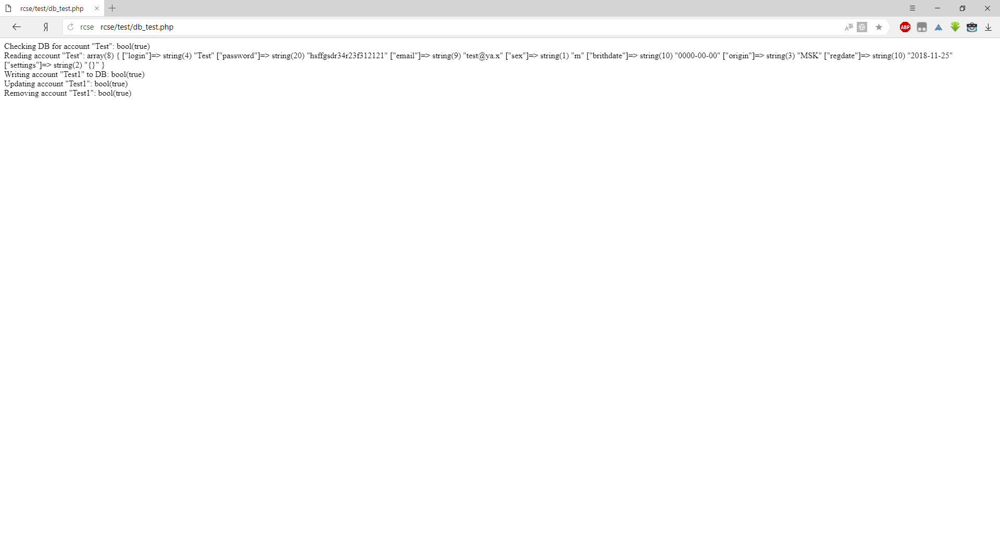 rcse/test/db_test.php
Я rcse rcse/test/db_test.php Aあ ABP
Checking DB for account "Test": bool(true)
Reading account "Test": array(8) { ["login"]=> string(4) "Test" ["password"]=> string(20) "hsffgsdr34r23f312121" ["email"]=> string(9) "test@ya.x" ["sex"]=> string(1) "m" ["brithdate"]=> string(10) "0000-00-00" ["origin"]=> string(3) "MSK" ["regdate"]=> string(10) "2018-11-25"
["settings"]=> string(2) "{}" }
Writing account "Test1" to DB: bool(true)
Updating account "Test1": bool(true)
Removing account "Test1": bool(true)